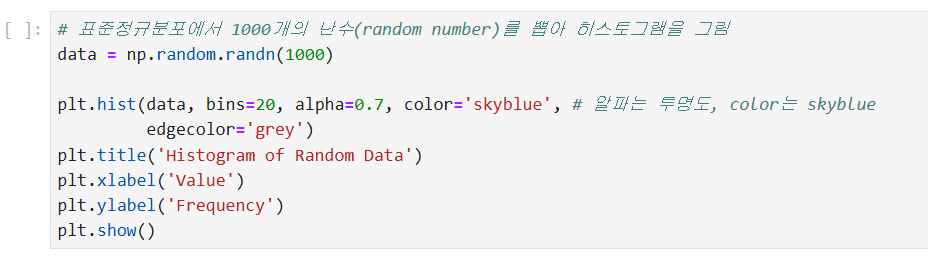 [ ]: # 표준정규분포에서 1000개의 난수(random number)를 뽑아 히스토그램을 그림
data = np.random.randn(1000)
plt.hist(data, bins=20, alpha=0.7, color='skyblue', # 알파는 투명도, color는 skyblue
edgecolor='grey')
plt.title('Histogram of Random Data')
plt.xlabel('Value')
plt.ylabel('Frequency')
plt.show()